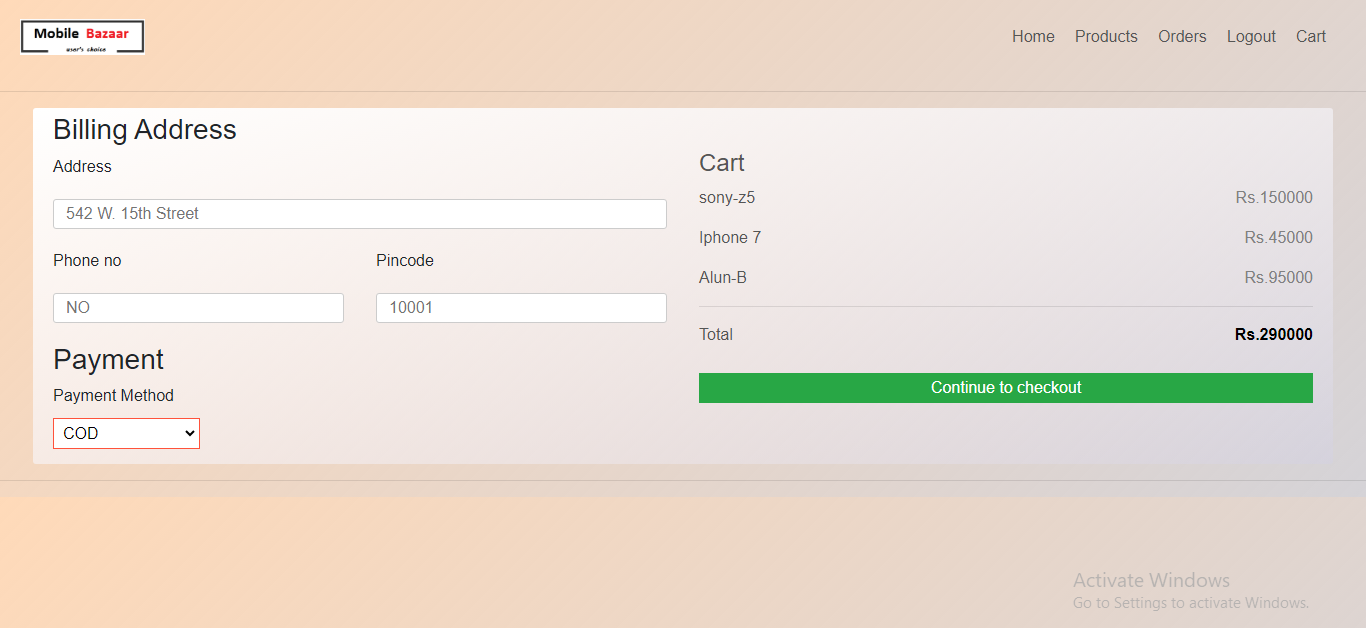 Mobile Bazaar
user's choice
Home Products Orders Logout Cart
Billing Address
Address
542 W. 15th Street
Phone no Pincode
NO 10001
Payment
Payment Method
COD
Cart
sony-z5 Rs.150000
Iphone 7 Rs.45000
Alun-B Rs.95000
Total Rs.290000
Continue to checkout
Activate Windows
Go to Settings to activate Windows.